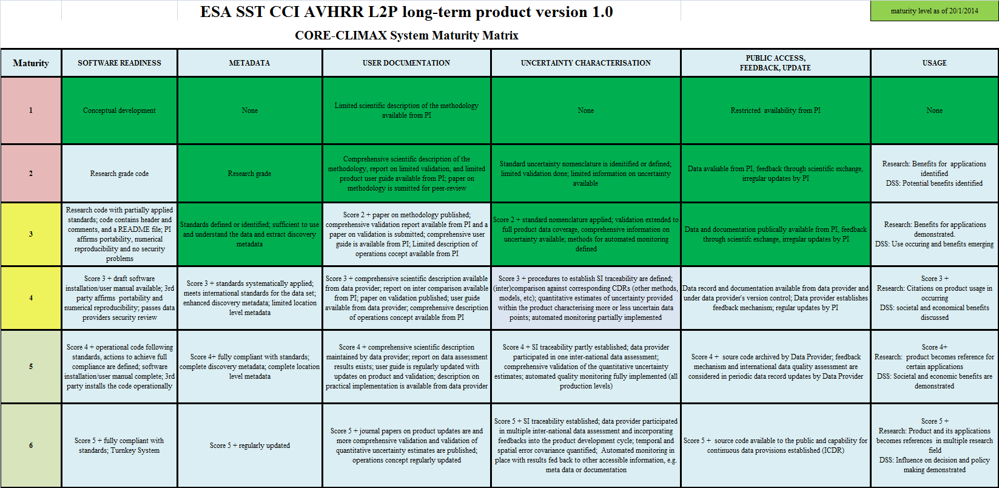 ESA SST CCI AVHRR L2P long-term product version 1.0
maturity level as of 20/1/2014
CORE-CLIMAX System Maturity Matrix
Maturity
SOFTWARE READINESS
METADATA
USER DOCUMENTATION
UNCERTAINTY CHARACTERISATION
PUBLIC ACCESS,
FEEDBACK, UPDATE
USAGE
1
Conceptual development
None
Limited scientific description of the methodology
available from PI
None
Restricted availability from PI
None
2
Research grade code
Research grade
Comprehensive scientific description of the
methodology, report on limited validation, and limited
product user guide available from PI; paper on
methodology is sumitted for peer-review
Standard uncertainty nomenclature is identitified or defined;
limited validation done; limited information on uncertainty
available
Data avaliable from PI, feedback through scientific exchange,
irregular updates by PI
Research: Benefits for applications
identified
DSS: Potential benefits identified
3
Research code with partially applied
standards; code contains header and
comments, and a README file; PI
affirms portability, numerical
reproducibility and no security
problems
Standards defined or identified; sufficient to use
and understand the data and extract discovery
metadata
Score 2 + paper on methodology published;
comprehensive validation report available from PI and a
paper on validation is submitted; comprehensive user
guide is available from PI; Limited description of
operations cocept available from PI
Score 2 + standard nomenclature applied; validation extended to
full product data coverage, comprehensive information on
uncertainty available; methods for automated monitoring
defined
Data and documentation publically available from PI, feedback
through scientific exchange, irregular updates by PI
Research: Benefits for applications
demonstrated.
DSS: Use occuring and benefits emerging
4
Score 3 + draft software
installation/user manual available; 3rd
party affirms portability and
numerical reproducibility; passes data
providers security review
Score 3 + standards systematically applied;
meets international standards for the data set;
enhanced discovery metadata; limited location
level metadata
Score 3 + comprehensive scientific description available
from data provider; report on inter comparison available
from PI; paper on validation published; user guide
available from data provider; comprehensive description
of operations concept available from PI
Score 3 + procedures to establish SI traceability are defined;
(inter)comparison against corresponding CDRs (other methods,
models, etc); quantitative estimates of uncertainty provided
within the product characterising more or less uncertain data
points; automated monitoring partially implemented
Data record and documentation available from data provider and
under data provider's version control; Data provider establishes
feedback mechanism; regular updates by PI
Score 3 +
Research: Citations on product usage in
occurring
DSS: societal and economical benefits
discussed
5
Score 4 + operational code following
standards, actions to achieve full
compliance are defined; software
installation/user manual complete; 3rd
party installs the code operationally
Score 4+ fully compliant with standards;
complete discovery metadata; complete location
level metadata
Score 4 + comprehensive scientific description
maintained by data provider; report on data assessment
results exists; user guide is regularly updated with
updates on product and validation; description on
practical implementation is available from data provider
Score 4 + SI traceability partly established; data provider
participated in one inter-national data assessment;
comprehensive validation of the quantitative uncertainty
estimates; automated quality monitoring fully implemented (all
production levels)
Score 4 + soure code archived by Data Provider; feedback
mechanism and international data quality assessment are
considered in periodic data record updates by Data Provider
Score 4+
Research: product becomes reference for
certain applications
DSS: Societal and economic benefits are
demonstrated
6
Score 5 + fully compliant with
standards; Turnkey System
Score 5 + regularly updated
Score 5 + journal papers on product updates are and
more comprehensive validation and validation of
quantitative uncertainty estimates are published;
operations concept regularly updated
Score 5 + SI traceability established; data provider participated
in multiple inter-national data assessment and incorporating
feedbacks into the product development cycle; temporal and
spatial error covariance quantified; Automated monitoring in
place with results fed back to other accessible information, e.g.
meta data or documentation
Score 5 + source code available to the public and capability for
continuous data provisions established (ICDR)
Score 5 +
Research: Product and its applications
becomes references in multiple research
field
DSS: Influence on decision and policy
making demonstrated